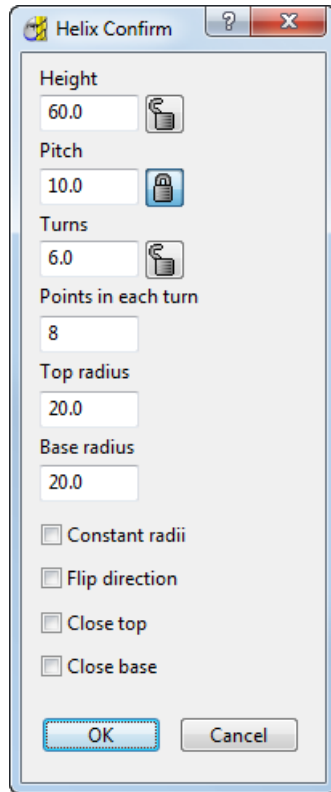 Helix Confirm
Height
60.0
Pitch
10.0
Turns
6.0
Points in each turn
8
Top radius
20.0
Base radius
20.0
Constant radii
Flip direction
Close top
Close base
OK Cancel